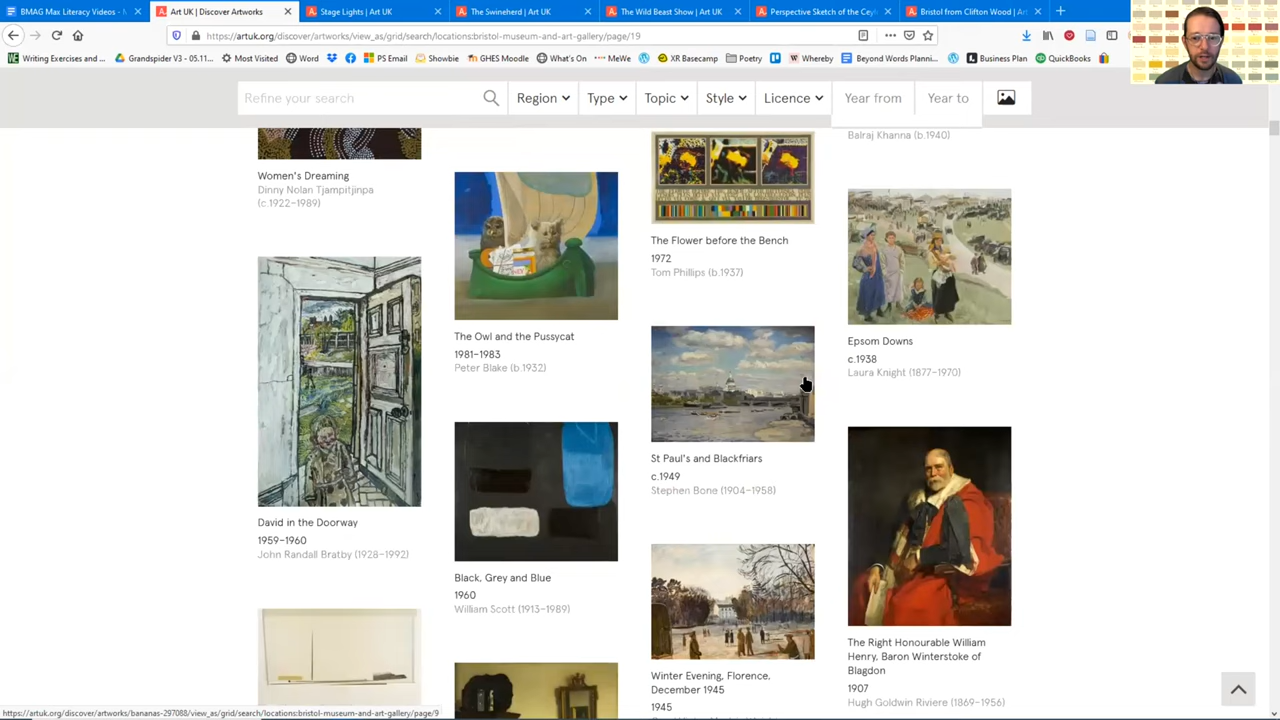 BMAG Max Literacy Videos - 
Art UK | Discover Artworks
Stage Lights | Art UK
The Swineherd | Art UK
The Wild Beast Show | Art UK
Perspective Sketch of the Ceyl
Bristol from Clifton Wood | Art
https://artuk.org/discover/artworks/view_as/grid/search/locations:bristol-museum-and-art-gallery/page/19
Writing Exercises and ...
Grandspider V3 - 05.11...
Most Visited
Word
PS Email
Showbie
GHES Moodle
What's On
MeWe
XR Basecamp
Poetry
Whereby
Beyond Words Planni...
Business Plan
QuickBooks
Refine your search
Region
Type
Topic
Style
Licence
Year from
Year to
Women's Dreaming
Dinny Nolan Tjampitjinpa
(c.1922–1989)
David in the Doorway
1959–1960
John Randall Bratby (1928–1992)
The Owl and the Pussycat
1981–1983
Peter Blake (b.1932)
Black, Grey and Blue
1960
William Scott (1913–1989)
The Flower before the Bench
1972
Tom Phillips (b.1937)
St Paul's and Blackfriars
c.1949
Stephen Bone (1904–1958)
Winter Evening, Florence,
December 1945
1945
Balraj Khanna (b.1940)
Epsom Downs
c.1938
Laura Knight (1877–1970)
The Right Honourable William
Henry, Baron Winterstoke of
Blagdon
1907
Hugh Goldwin Riviere (1869–1956)
https://artuk.org/discover/artworks/bananas-297088/view_as/grid/search/locations:bristol-museum-and-art-gallery/page/9